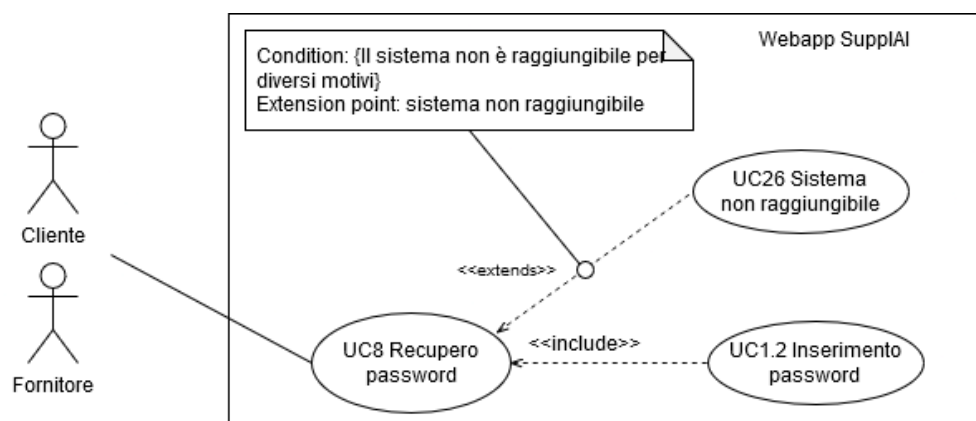 Webapp SupplAI
Condition: {Il sistema non è raggiungibile per
diversi motivi}
Extension point: sistema non raggiungibile
Cliente
Fornitore
UC26 Sistema
non raggiungibile
<<extends>>
<<include>>
UC8 Recupero
password
UC1.2 Inserimento
password